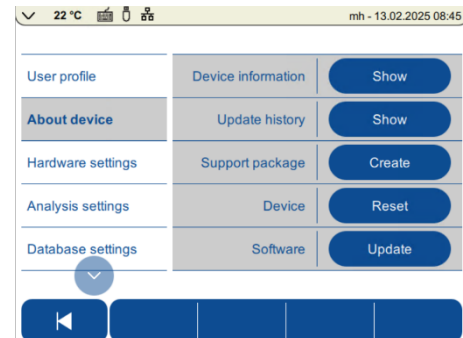 22 °C mh - 13.02.2025 08:45
User profile Device information Show
About device Update history Show
Hardware settings Support package Create
Analysis settings Device Reset
Database settings Software Update